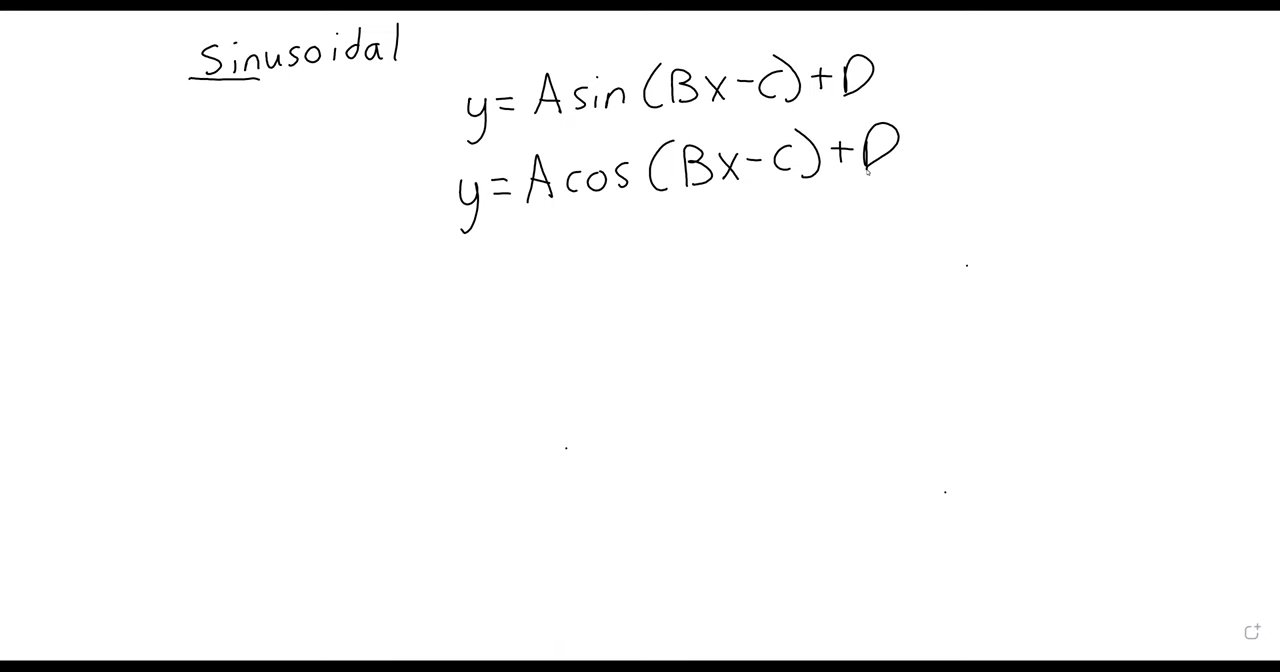 Sinusoidal
y = A sin (Bx - C) + D
y = A cos (Bx - C) + D